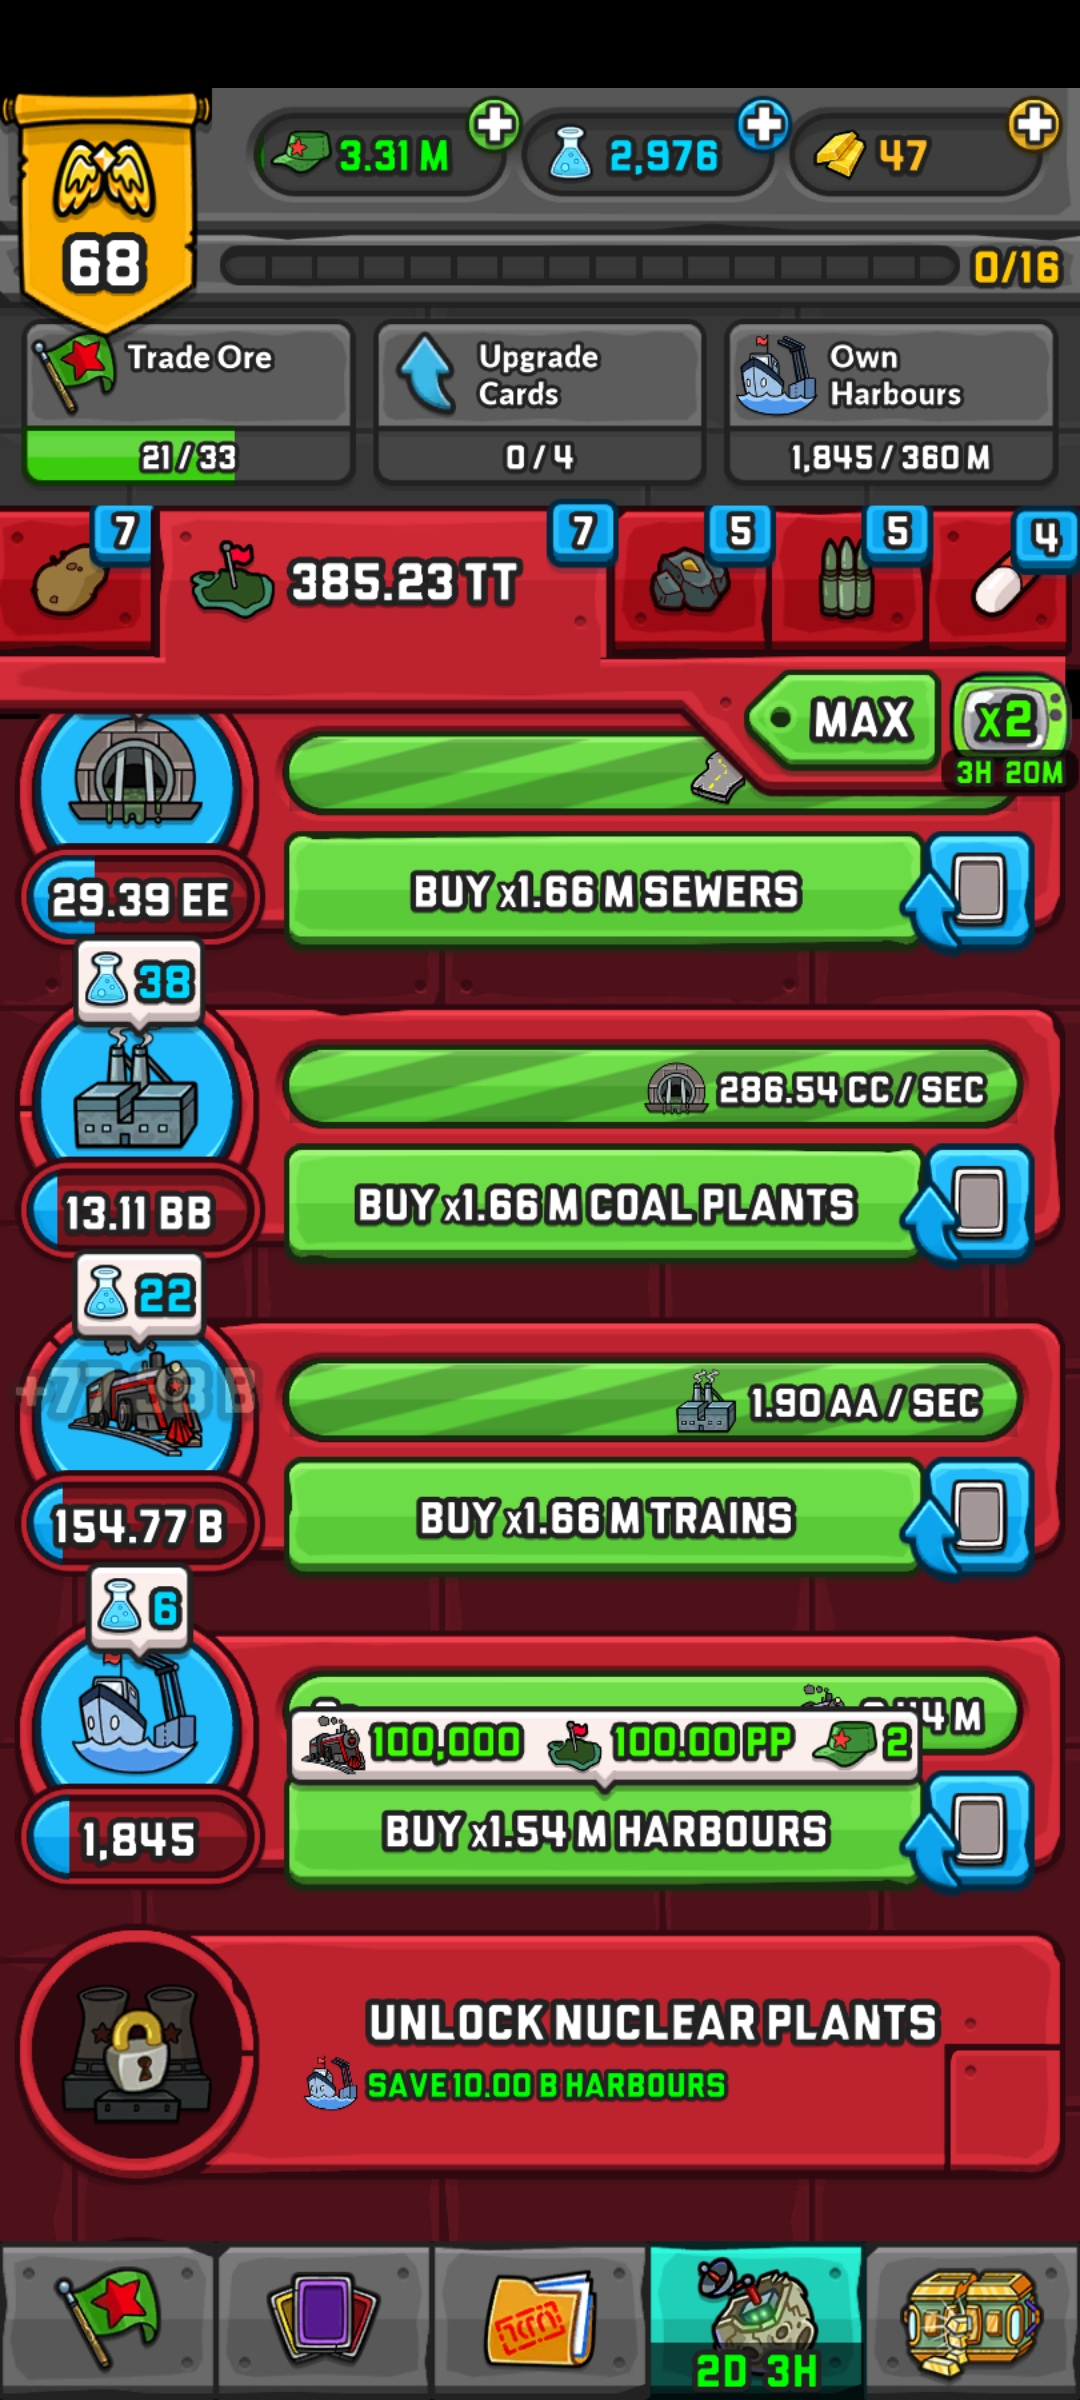 3.31 M
2,976
47
68
0/16
Trade Ore
21/33
Upgrade
Cards
0/4
Own
Harbours
1,845/360 M
7
385.23 TT
7
5
5
4
MAX
x2
3H 20M
29.39 EE
BUY x1.66 M SEWERS
38
286.54 CC / SEC
13.11 BB
BUY x1.66 M COAL PLANTS
22
1.90 AA / SEC
154.77 B
BUY x1.66 M TRAINS
6
4 M
100,000
100.00 PP
2
1,845
BUY x1.54 M HARBOURS
UNLOCK NUCLEAR PLANTS
SAVE 10.00 B HARBOURS
2D 3H